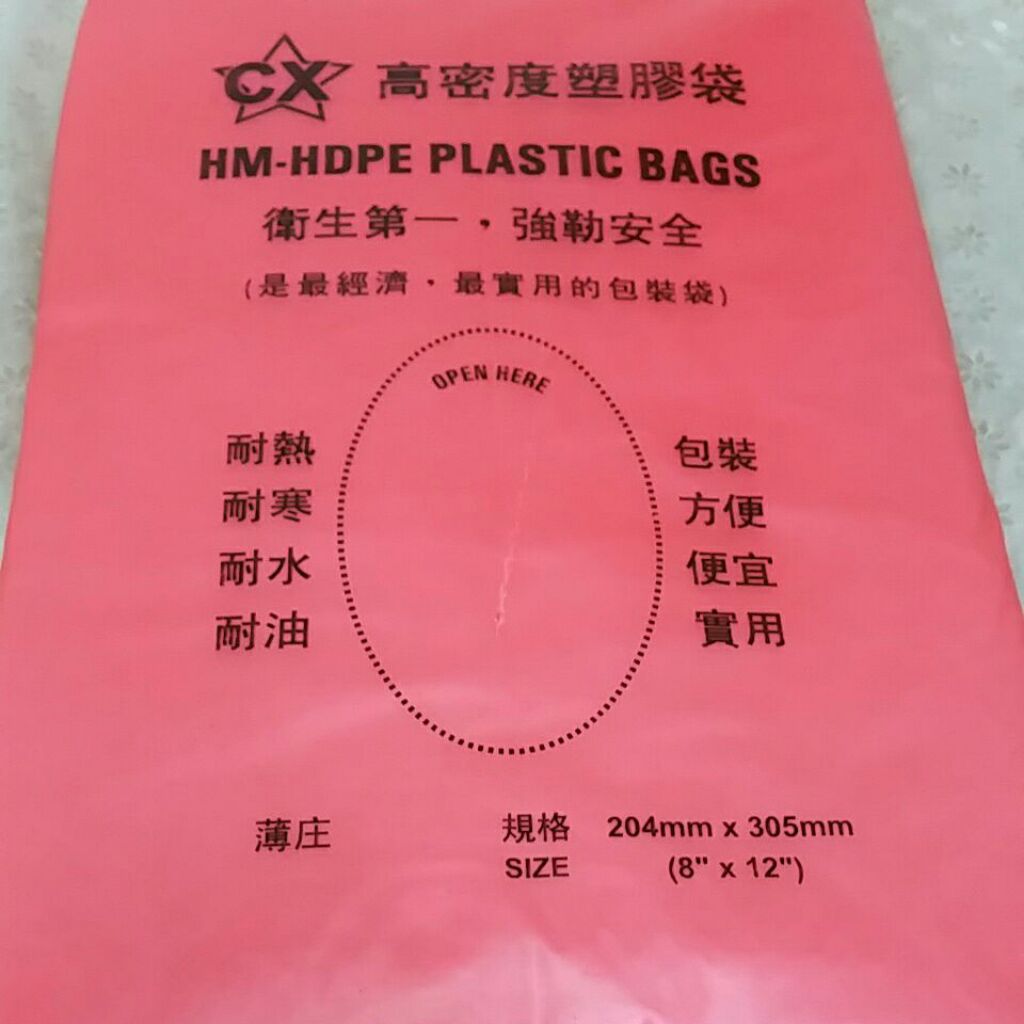 CX 高密度塑膠袋
HM-HDPE PLASTIC BAGS
衛生第一，強勒安全
(是最經濟·最實用的包裝袋)
OPEN HERE
耐熱 包裝
耐寒 方便
耐水 便宜
耐油 實用
薄庄 規格 204mm x 305mm
SIZE (8" x 12")